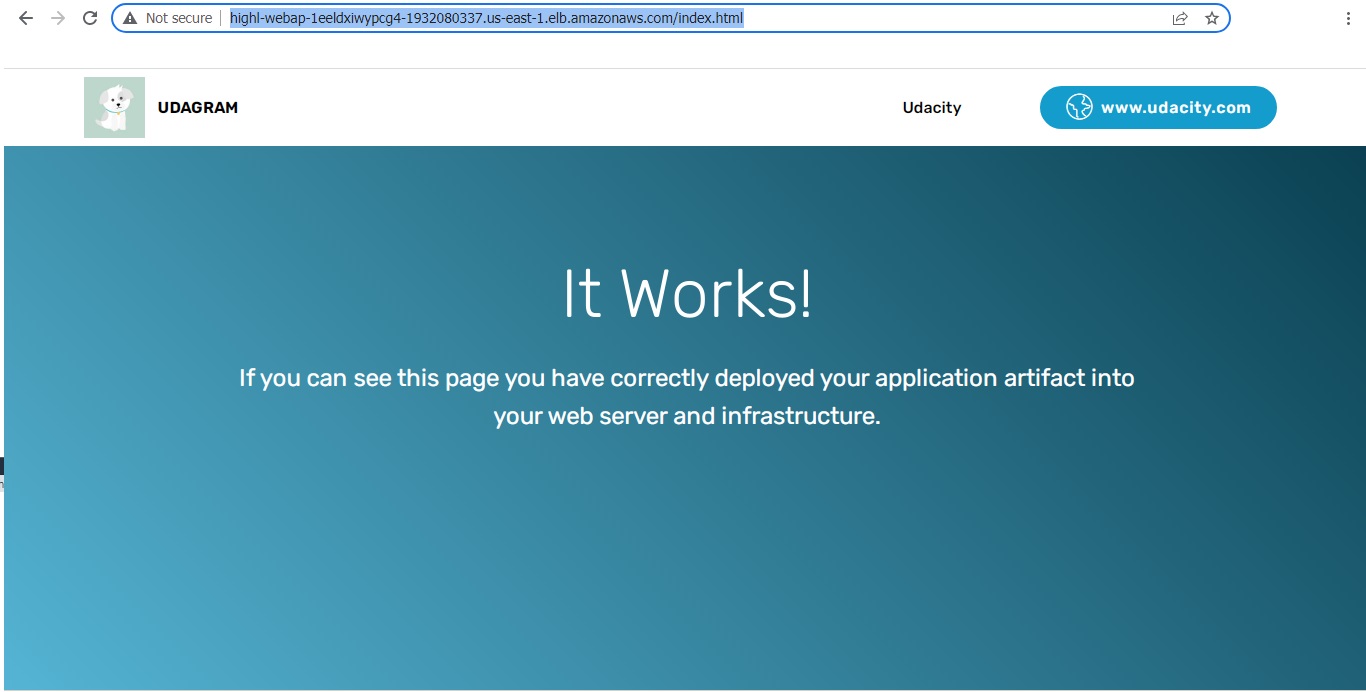 Not secure
highl-webap-1eeldxiwypcg4-1932080337.us-east-1.elb.amazonaws.com/index.html
UDAGRAM
Udacity
www.udacity.com
It Works!
If you can see this page you have correctly deployed your application artifact into
your web server and infrastructure.